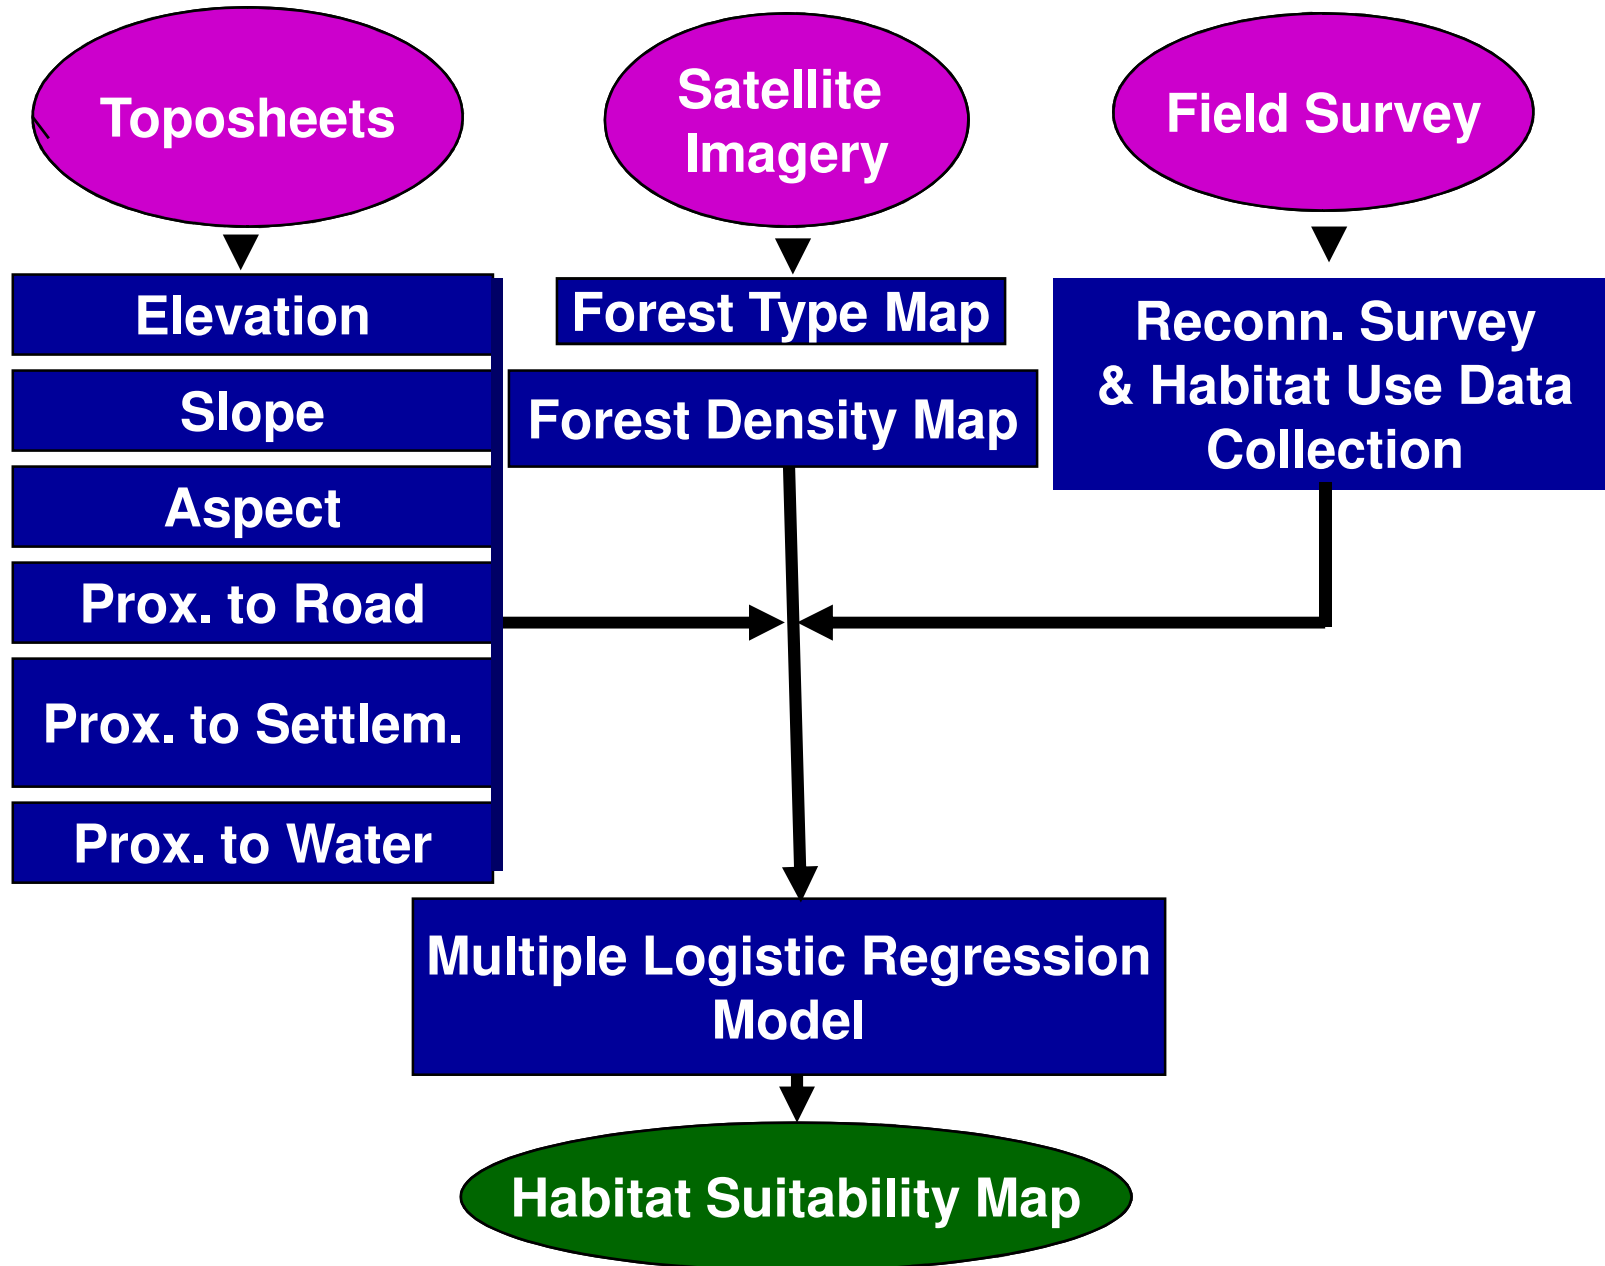 Toposheets
Satellite
Imagery
Field Survey
Elevation
Slope
Aspect
Prox. to Road
Prox. to Settlem.
Prox. to Water
Forest Type Map
Forest Density Map
Reconn. Survey
& Habitat Use Data
Collection
Multiple Logistic Regression
Model
Habitat Suitability Map